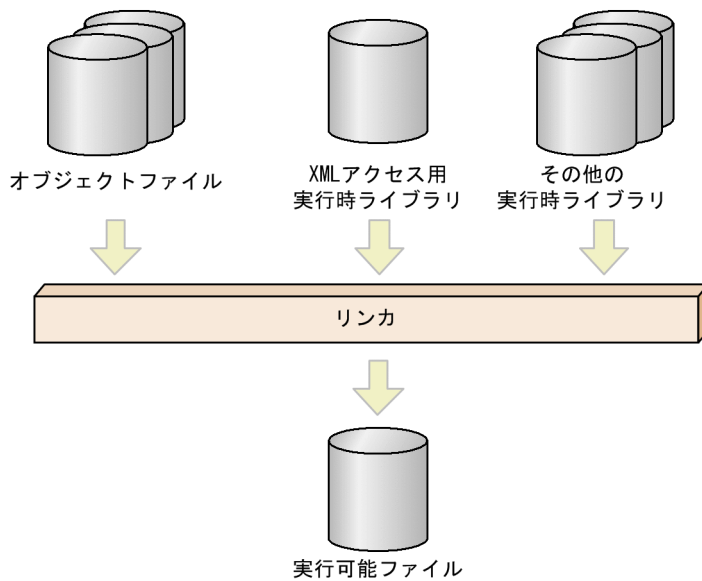 オブジェクトファイル
XMLアクセス用
実行時ライブラリ
その他の
実行時ライブラリ
リンカ
実行可能ファイル